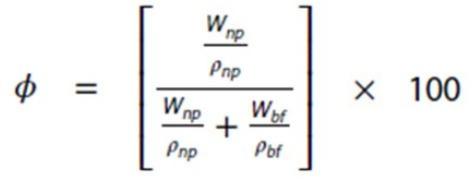 ϕ = [ (W_np / ρ_np) / (W_np / ρ_np + W_bf / ρ_bf) ] × 100